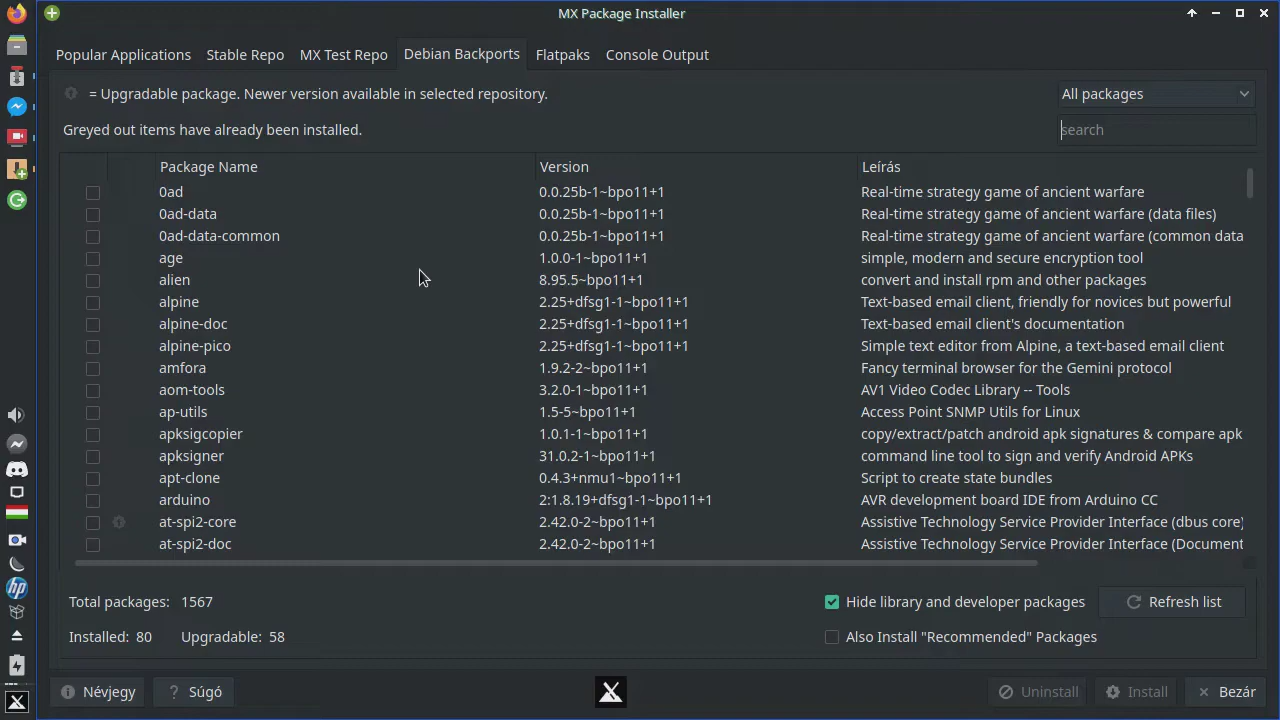 MX Package Installer
Popular Applications Stable Repo MX Test Repo Debian Backports Flatpaks Console Output
= Upgradable package. Newer version available in selected repository. All packages
Greyed out items have already been installed. search
Package Name Version Leírás
0ad 0.0.25b-1~bpo11+1 Real-time strategy game of ancient warfare
0ad-data 0.0.25b-1~bpo11+1 Real-time strategy game of ancient warfare (data files)
0ad-data-common 0.0.25b-1~bpo11+1 Real-time strategy game of ancient warfare (common data
age 1.0.0-1~bpo11+1 simple, modern and secure encryption tool
alien 8.95.5~bpo11+1 convert and install rpm and other packages
alpine 2.25+dfsg1-1~bpo11+1 Text-based email client, friendly for novices but powerful
alpine-doc 2.25+dfsg1-1~bpo11+1 Text-based email client's documentation
alpine-pico 2.25+dfsg1-1~bpo11+1 Simple text editor from Alpine, a text-based email client
amfora 1.9.2-2~bpo11+1 Fancy terminal browser for the Gemini protocol
aom-tools 3.2.0-1~bpo11+1 AV1 Video Codec Library -- Tools
ap-utils 1.5-5~bpo11+1 Access Point SNMP Utils for Linux
apksigcopier 1.0.1-1~bpo11+1 copy/extract/patch android apk signatures & compare apk
apksigner 31.0.2-1~bpo11+1 command line tool to sign and verify Android APKs
apt-clone 0.4.3+nmu1~bpo11+1 Script to create state bundles
arduino 2:1.8.19+dfsg1-1~bpo11+1 AVR development board IDE from Arduino CC
at-spi2-core 2.42.0-2~bpo11+1 Assistive Technology Service Provider Interface (dbus core)
at-spi2-doc 2.42.0-2~bpo11+1 Assistive Technology Service Provider Interface (Document
Total packages: 1567 Hide library and developer packages Refresh list
Installed: 80 Upgradable: 58 Also Install "Recommended" Packages
hp
Névjegy ? Súgó Uninstall Install Bezár